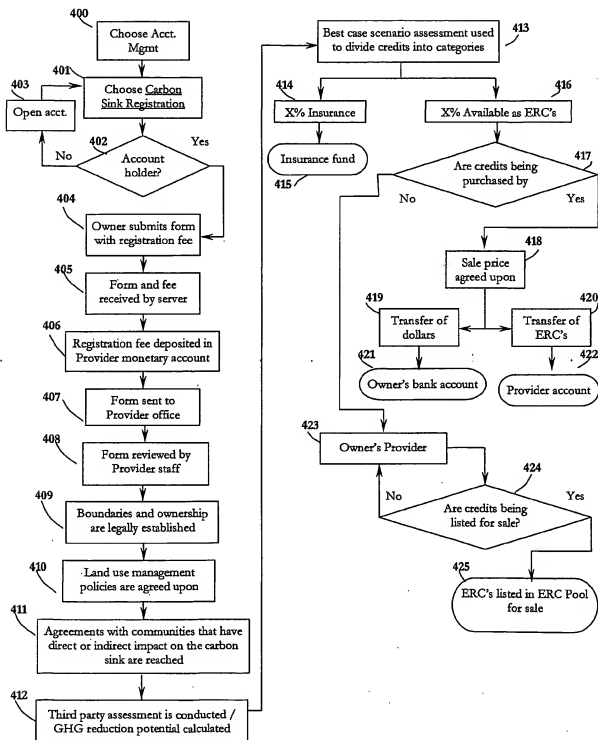 400
Choose Acct.
Mgmt
401
403
Choose Carbon
Sink Registration
Open acct.
402
No
Yes
Account
holder?
404
Owner submits form
with registration fee
405
Form and fee
received by server
406
Registration fee deposited in
Provider monetary account
407
Form sent to
Provider office
408
Form reviewed by
Provider staff
409
Boundaries and ownership
are legally established
410
Land use management
policies are agreed upon
411
Agreements with communities that have
direct or indirect impact on the carbon
sink are reached
412
Third party assessment is conducted /
GHG reduction potential calculated
Best case scenario assessment used
to divide credits into categories
413
414
X% Insurance
416
X% Available as ERC's
Insurance fund
415
Are credits being
purchased by
417
No
Yes
Sale price
agreed upon
418
419
Transfer of
dollars
420
Transfer of
ERC's
421
Owner's bank account
422
Provider account
423
Owner's Provider
424
No
Yes
Are credits being
listed for sale?
425
ERC's listed in ERC Pool
for sale